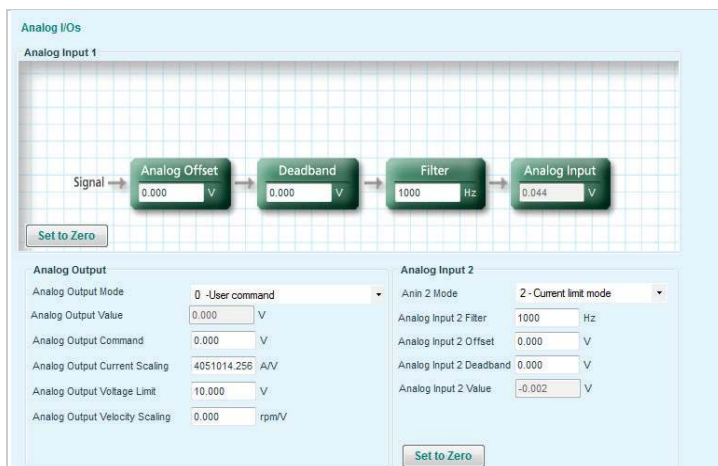 Analog I/Os
Analog Input 1
Signal
Analog Offset
0.000 V
Deadband
0.000 V
Filter
1000 Hz
Analog Input
0.044 V
Set to Zero
Analog Output
Analog Output Mode 0 -User command
Analog Output Value 0.000 V
Analog Output Command 0.000 V
Analog Output Current Scaling 4051014.256 A/V
Analog Output Voltage Limit 10.000 V
Analog Output Velocity Scaling 0.000 rpm/V
Analog Input 2
Anin 2 Mode 2 - Current limit mode
Analog Input 2 Filter 1000 Hz
Analog Input 2 Offset 0.000 V
Analog Input 2 Deadband 0.000 V
Analog Input 2 Value -0.002 V
Set to Zero